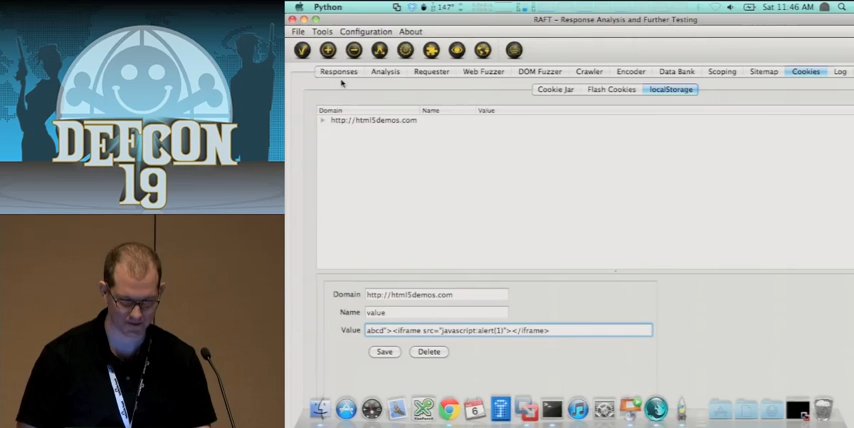 DEFCON
19
Python
147°
Sat 11:46 AM
RAFT - Response Analysis and Further Testing
File Tools Configuration About
Responses Analysis Requester Web Fuzzer DOM Fuzzer Crawler Encoder Data Bank Scoping Sitemap Cookies Log
Cookie Jar Flash Cookies localStorage
Domain Name Value
http://html5demos.com
Domain http://html5demos.com
Name value
Value abcd"><iframe src="javascript:alert(1)"></iframe>
Save Delete
6